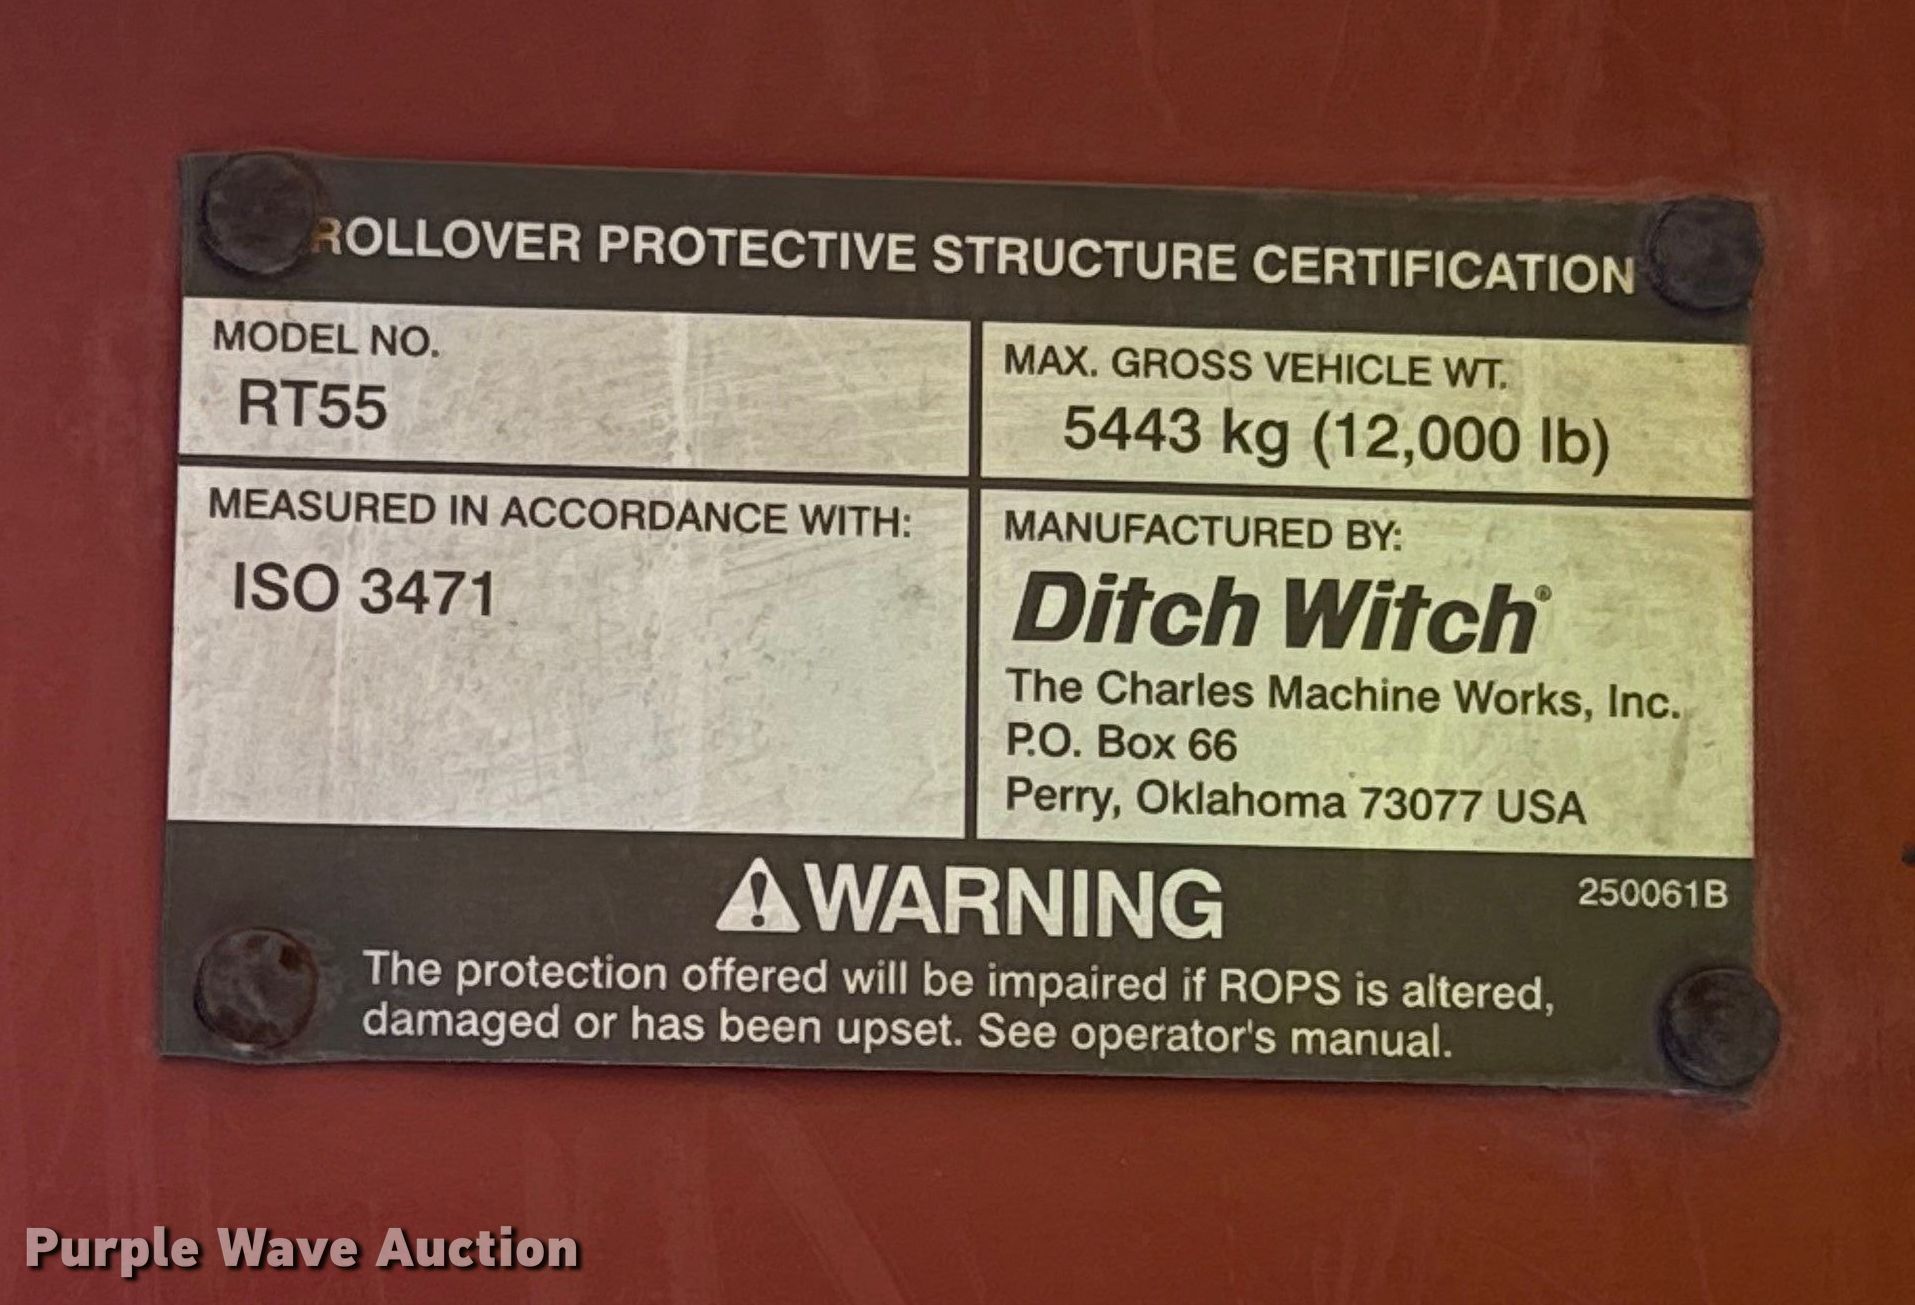 ROLLOVER PROTECTIVE STRUCTURE CERTIFICATION
MODEL NO.
RT55
MAX. GROSS VEHICLE WT.
5443 kg (12,000 lb)
MEASURED IN ACCORDANCE WITH:
ISO 3471
MANUFACTURED BY:
Ditch Witch®
The Charles Machine Works, Inc.
P.O. Box 66
Perry, Oklahoma 73077 USA
WARNING
250061B
The protection offered will be impaired if ROPS is altered,
damaged or has been upset. See operator's manual.
Purple Wave Auction